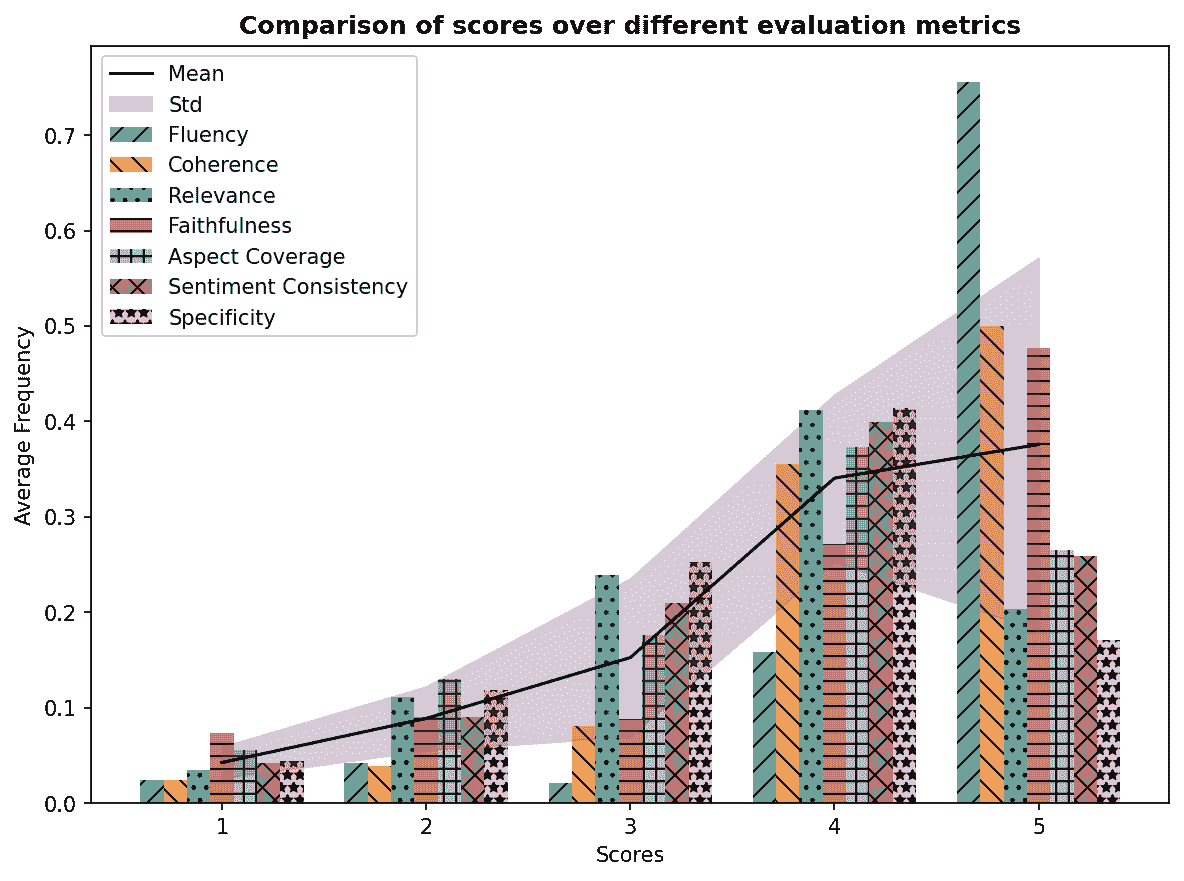 Comparison of scores over different evaluation metrics
Mean
Std
Fluency
Coherence
Relevance
Faithfulness
Aspect Coverage
Sentiment Consistency
Specificity
Average Frequency
0.7
0.6
0.5
0.4
0.3
0.2
0.1
0.0
1 2 3 4 5
Scores